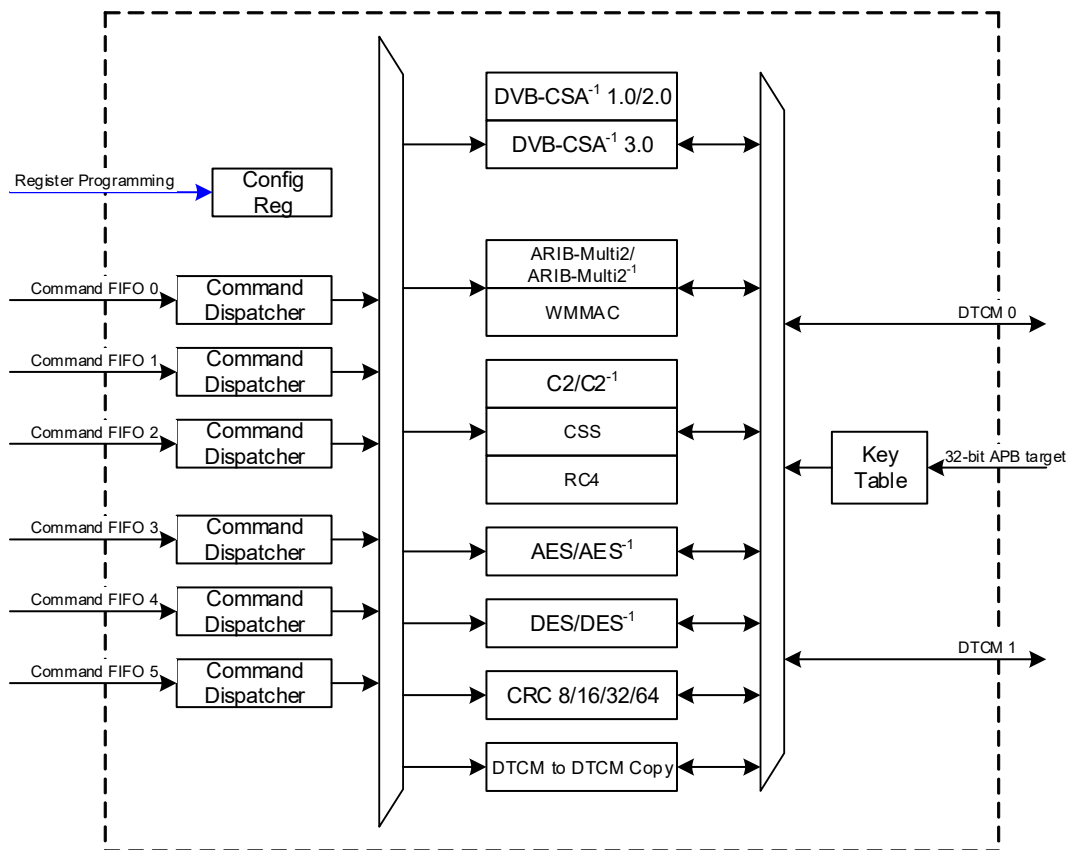 DVB-CSA⁻¹ 1.0/2.0
DVB-CSA⁻¹ 3.0
Register Programming
Config
Reg
ARIB-Multi2/
ARIB-Multi2⁻¹
WMMAC
Command FIFO 0
Command
Dispatcher
DTCM 0
Command FIFO 1
Command
Dispatcher
C2/C2⁻¹
CSS
RC4
Command FIFO 2
Command
Dispatcher
Key
Table
32-bit APB target
Command FIFO 3
Command
Dispatcher
AES/AES⁻¹
Command FIFO 4
Command
Dispatcher
DES/DES⁻¹
DTCM 1
Command FIFO 5
Command
Dispatcher
CRC 8/16/32/64
DTCM to DTCM Copy